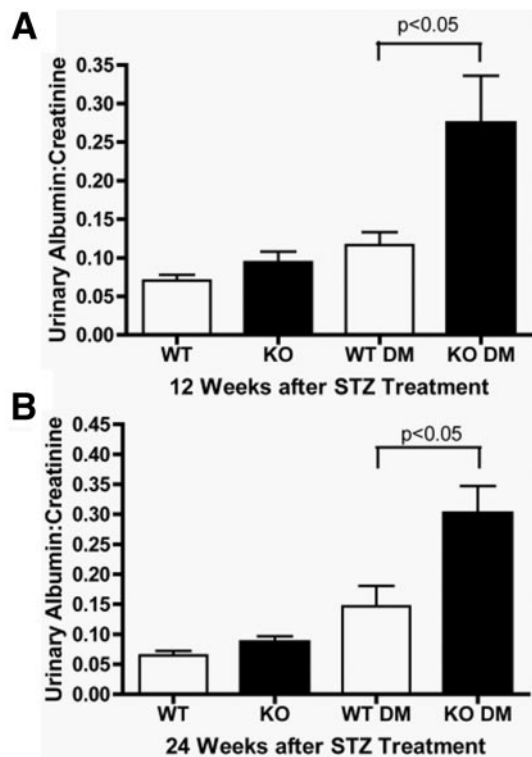 A
p<0.05
Urinary Albumin:Creatinine
0.35
0.30
0.25
0.20
0.15
0.10
0.05
0.00
WT KO WT DM KO DM
12 Weeks after STZ Treatment
B
p<0.05
Urinary Albumin:Creatinine
0.45
0.40
0.35
0.30
0.25
0.20
0.15
0.10
0.05
0.00
WT KO WT DM KO DM
24 Weeks after STZ Treatment